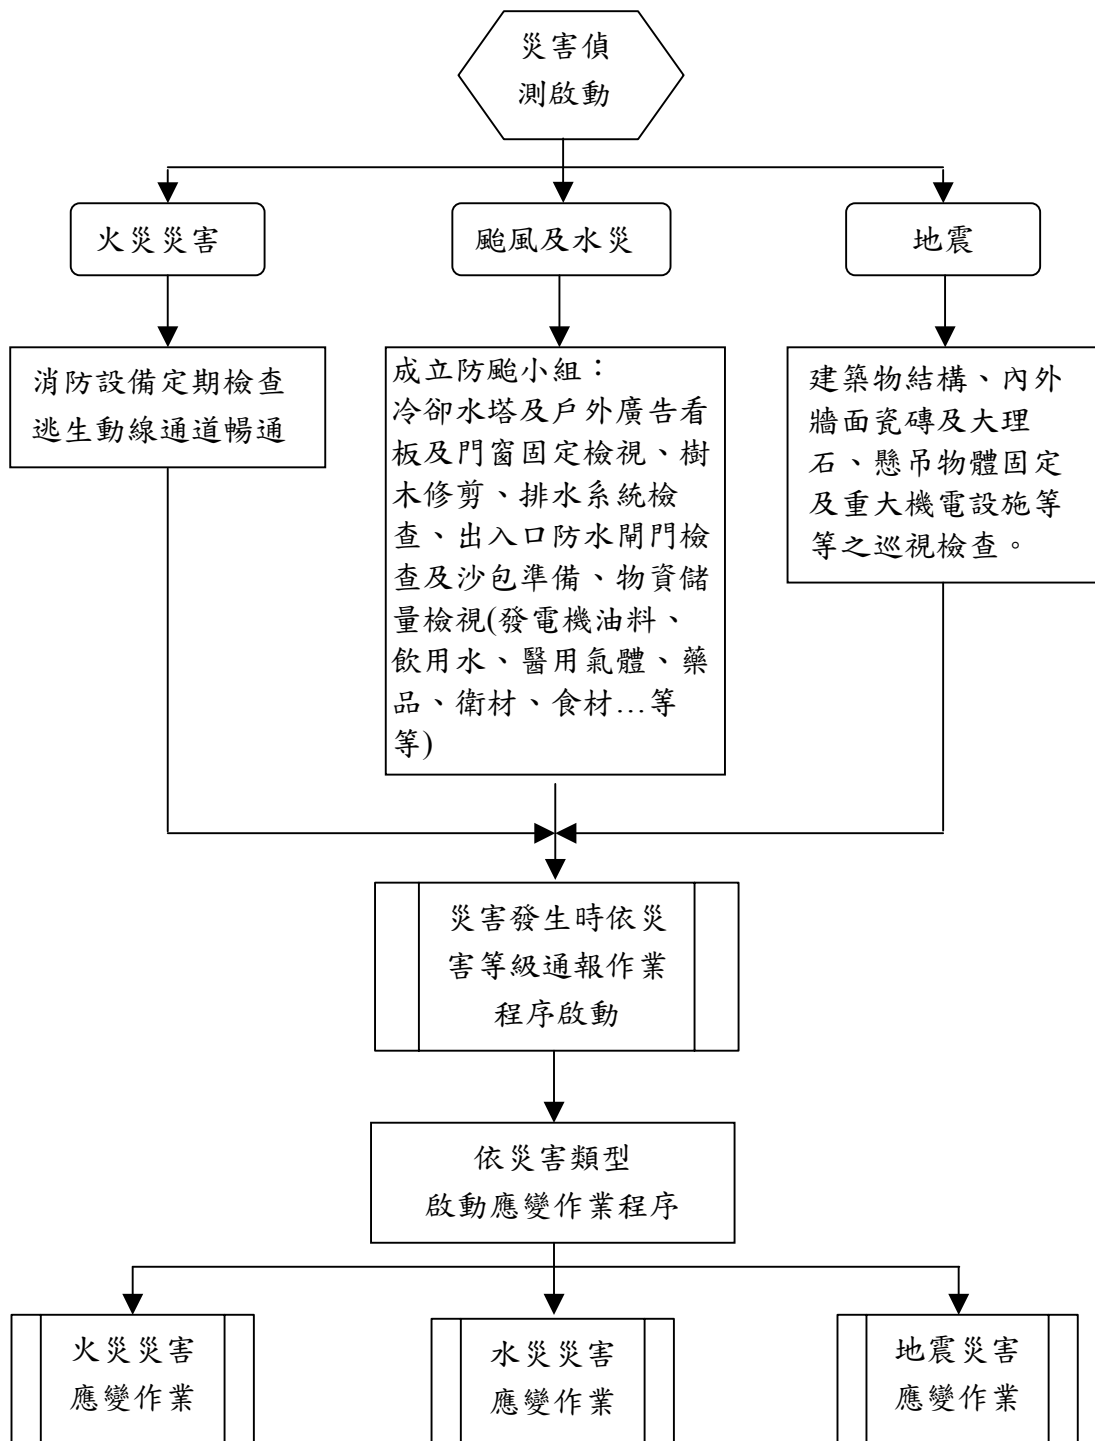 災害偵
測啟動
火災災害
颱風及水災
地震
消防設備定期檢查
逃生動線通道暢通
成立防颱小組：
冷卻水塔及戶外廣告看
板及門窗固定檢視、樹
木修剪、排水系統檢
查、出入口防水閘門檢
查及沙包準備、物資儲
量檢視(發電機油料、
飲用水、醫用氣體、藥
品、衛材、食材…等
等)
建築物結構、內外
牆面瓷磚及大理
石、懸吊物體固定
及重大機電設施等
等之巡視檢查。
災害發生時依災
害等級通報作業
程序啟動
依災害類型
啟動應變作業程序
火災災害
應變作業
水災災害
應變作業
地震災害
應變作業